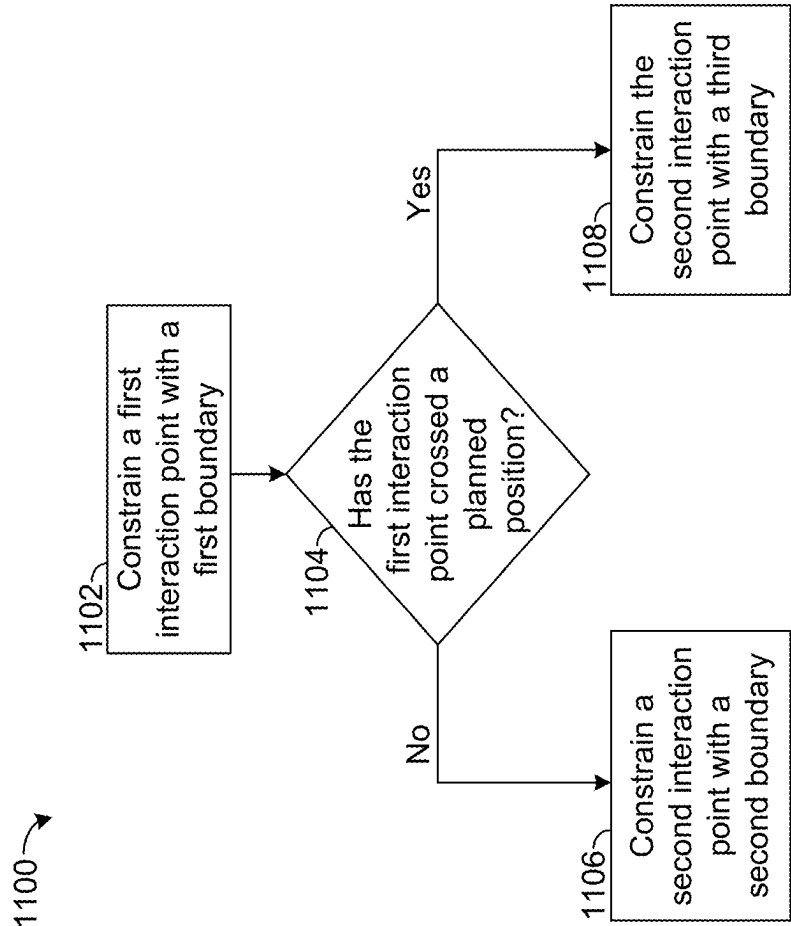 1100
1102
Constrain a first
interaction point with a
first boundary
1104
Has the
first interaction
point crossed a
planned
position?
No
Yes
1106
Constrain a
second interaction
point with a
second boundary
1108
Constrain the
second interaction
point with a third
boundary